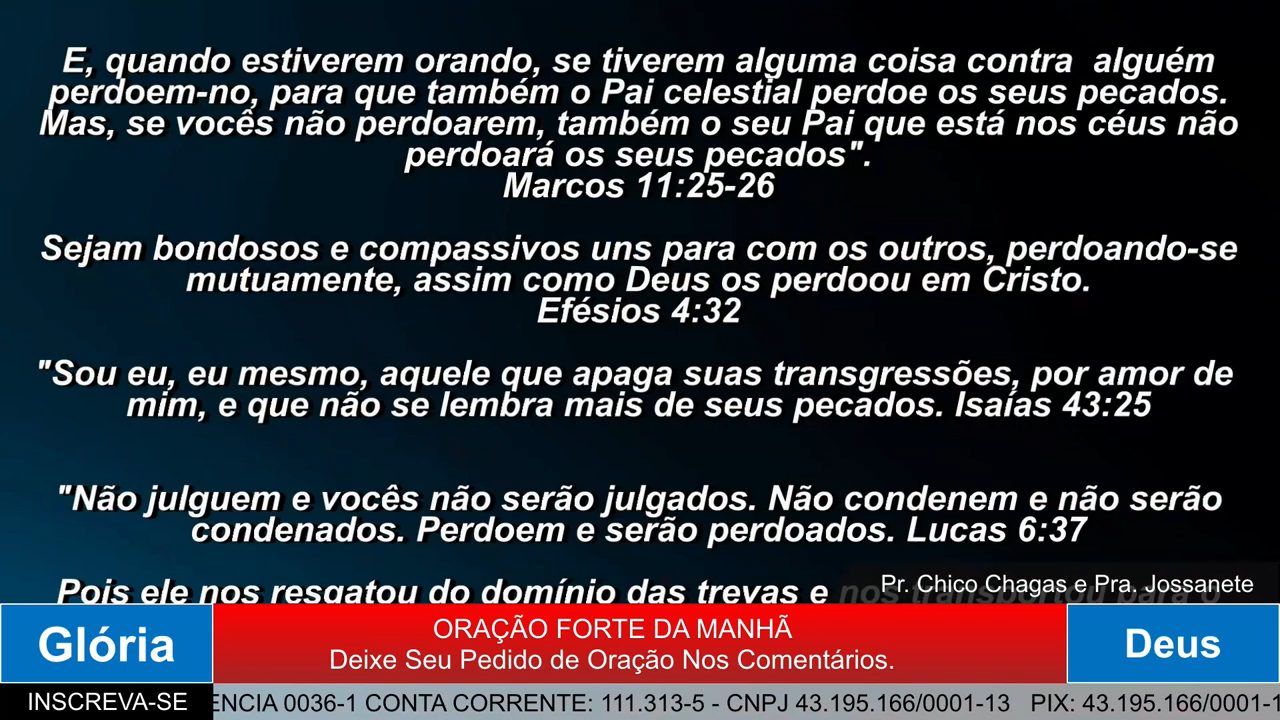 E, quando estiverem orando, se tiverem alguma coisa contra alguém
perdoem-no, para que também o Pai celestial perdoe os seus pecados.
Mas, se vocês não perdoarem, também o seu Pai que está nos céus não
perdoará os seus pecados".
Marcos 11:25-26
Sejam bondosos e compassivos uns para com os outros, perdoando-se
mutuamente, assim como Deus os perdoou em Cristo.
Efésios 4:32
"Sou eu, eu mesmo, aquele que apaga suas transgressões, por amor de
mim, e que não se lembra mais de seus pecados. Isaías 43:25
"Não julguem e vocês não serão julgados. Não condenem e não serão
condenados. Perdoem e serão perdoados. Lucas 6:37
Pois ele nos resgatou do domínio das trevas e nos transportou para o
Pr. Chico Chagas e Pra. Jossanete
Glória
ORAÇÃO FORTE DA MANHÃ
Deixe Seu Pedido de Oração Nos Comentários.
Deus
INSCREVA-SE
ENCIA 0036-1 CONTA CORRENTE: 111.313-5 - CNPJ 43.195.166/0001-13 PIX: 43.195.166/0001-1